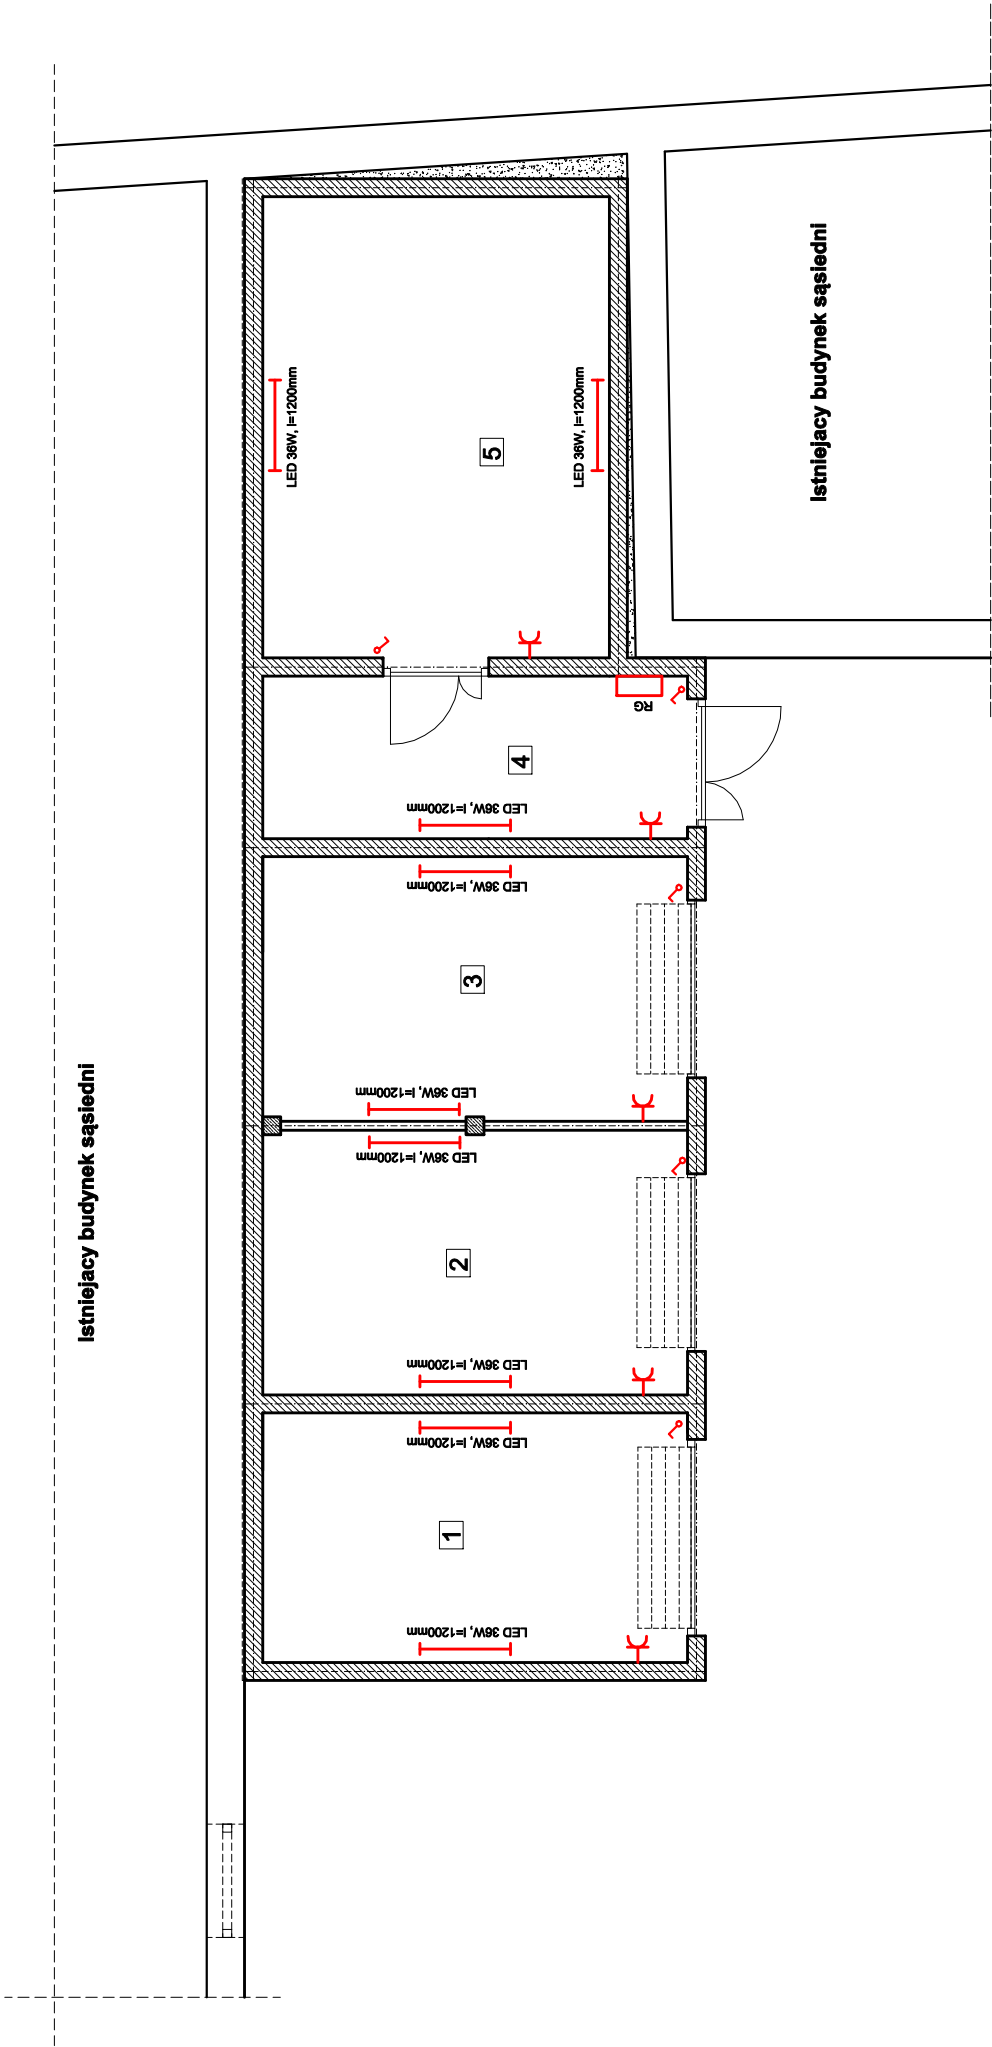 Istniejacy budynek sąsiedni
Istniejacy budynek sąsiedni
LED 36W, l=1200mm
LED 36W, l=1200mm
5
RG
4
LED 36W, l=1200mm
LED 36W, l=1200mm
3
LED 36W, l=1200mm
LED 36W, l=1200mm
2
LED 36W, l=1200mm
LED 36W, l=1200mm
1
LED 36W, l=1200mm